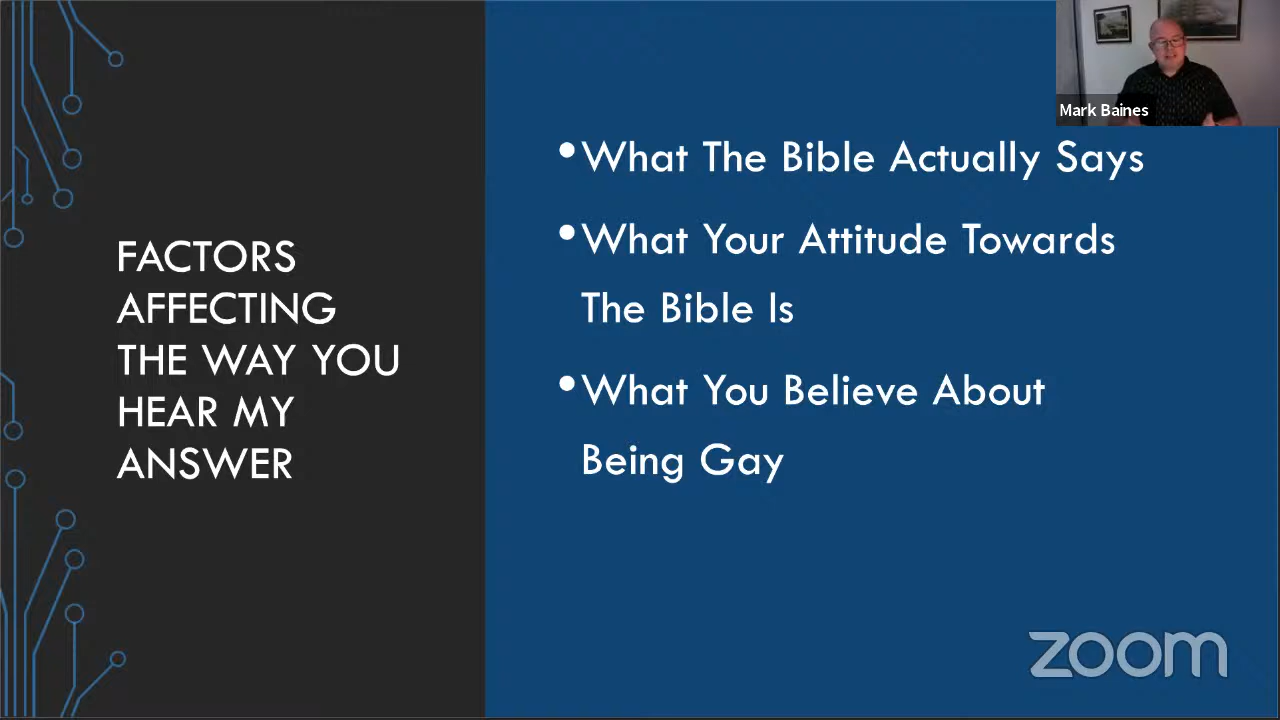 Mark Baines
FACTORS
AFFECTING
THE WAY YOU
HEAR MY
ANSWER
•What The Bible Actually Says
•What Your Attitude Towards
The Bible Is
•What You Believe About
Being Gay
zoom